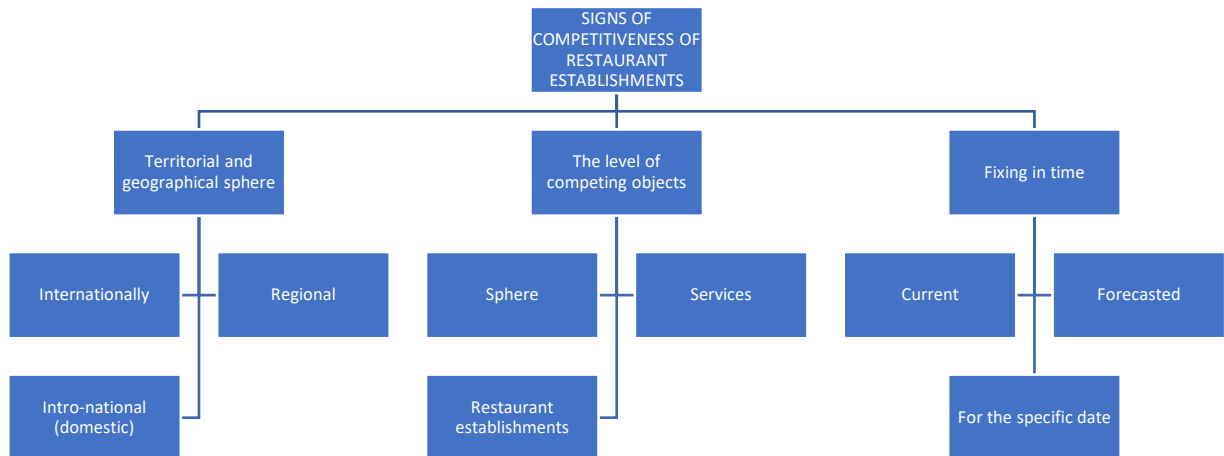 SIGNS OF
COMPETITIVENESS OF
RESTAURANT
ESTABLISHMENTS
Territorial and
geographical sphere
The level of
competing objects
Fixing in time
Internationally
Regional
Sphere
Services
Current
Forecasted
Intro-national
(domestic)
Restaurant
establishments
For the specific date